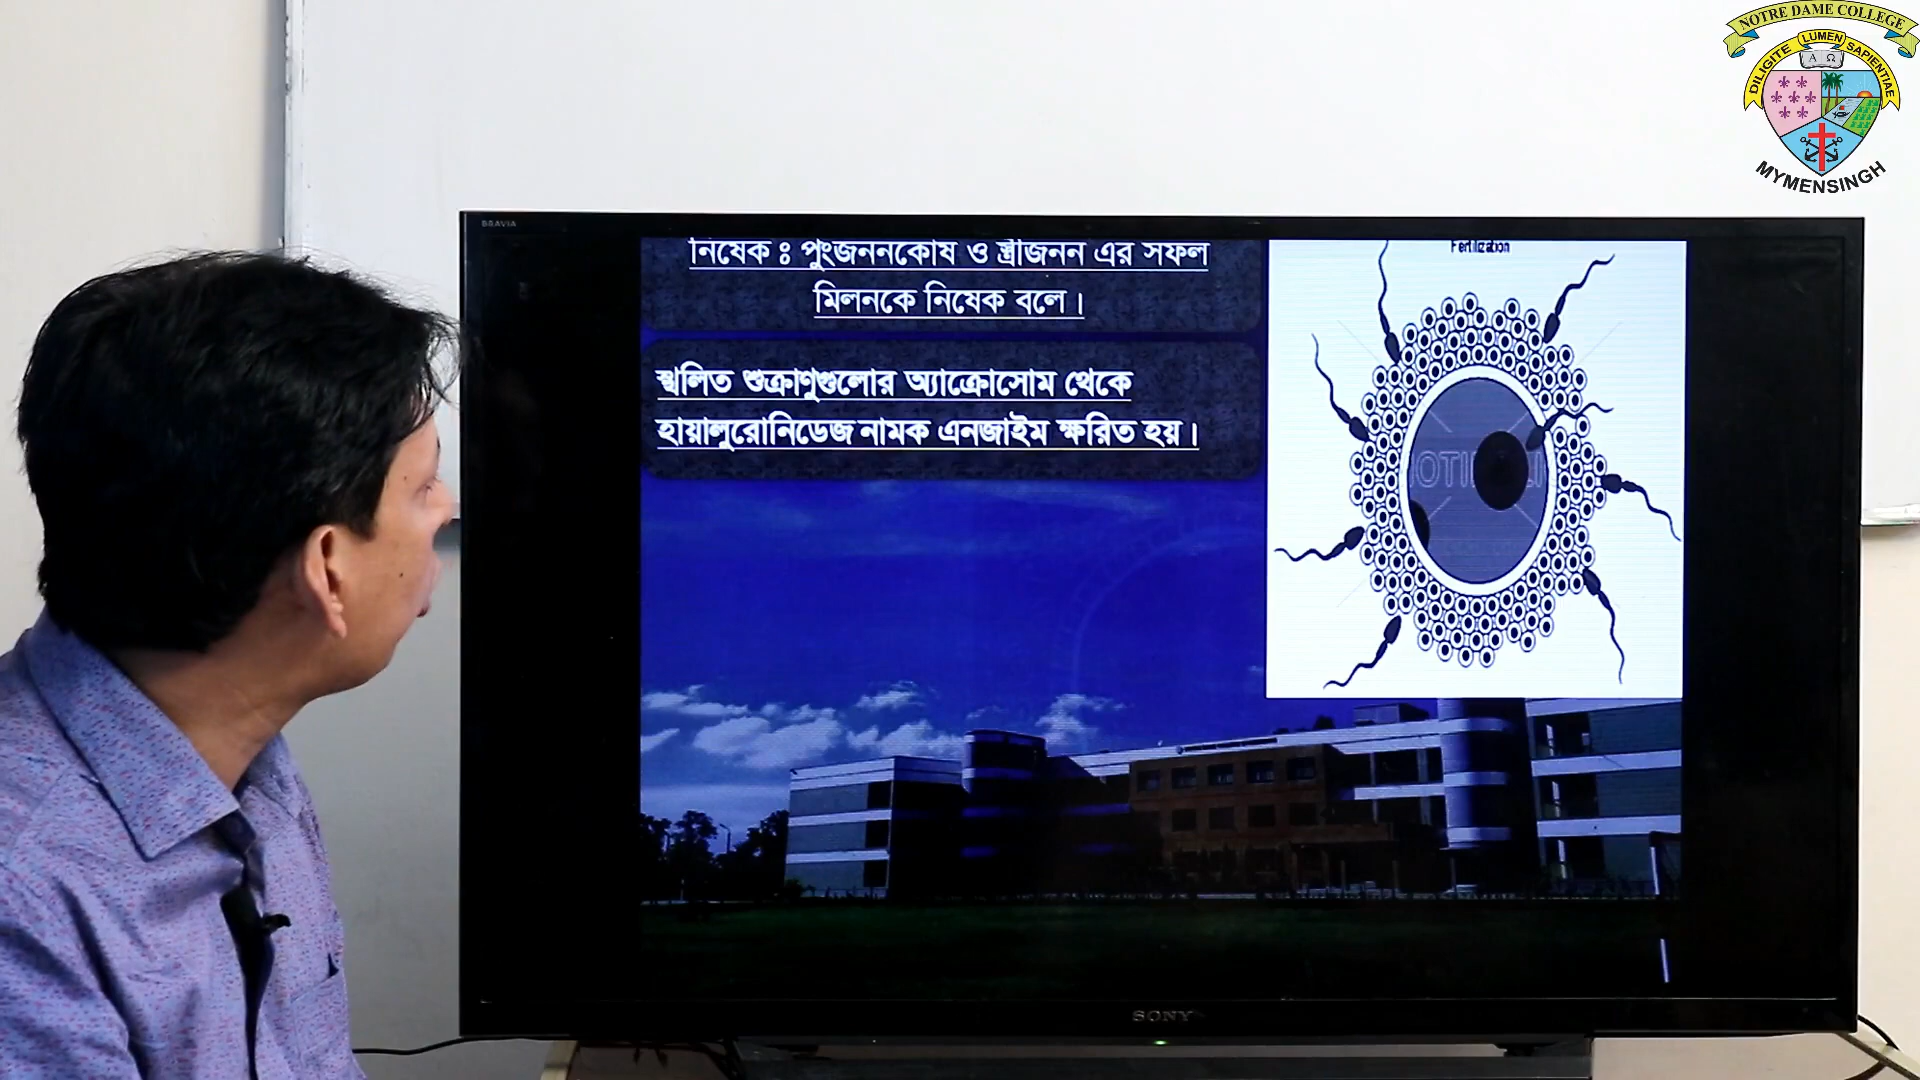 NOTRE DAME COLLEGE
DILIGITE LUMEN SAPIENTIAE
Α Ω
MYMENSINGH
BRAVIA
নিষেক ঃ পুংজননকোষ ও স্ত্রীজনন এর সফল
মিলনকে নিষেক বলে।
স্খলিত শুক্রাণুগুলোর অ্যাক্রোসোম থেকে
হায়ালুরোনিডেজ নামক এনজাইম ক্ষরিত হয়।
Fertilization
SONY